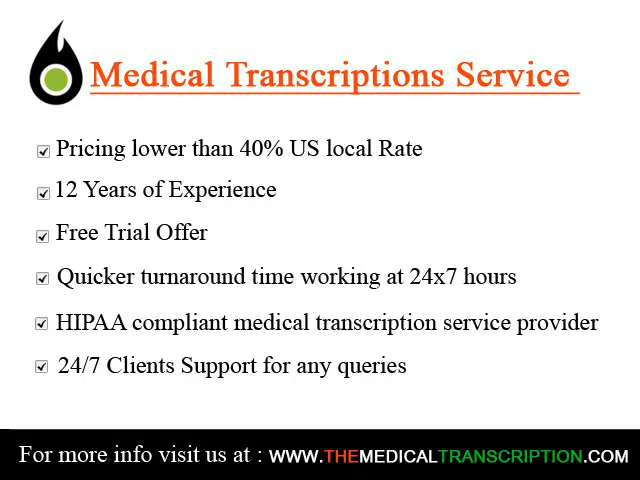 Medical Transcriptions Service
Pricing lower than 40% US local Rate
12 Years of Experience
Free Trial Offer
Quicker turnaround time working at 24x7 hours
HIPAA compliant medical transcription service provider
24/7 Clients Support for any queries
For more info visit us at : WWW.THEMEDICALTRANSCRIPTION.COM